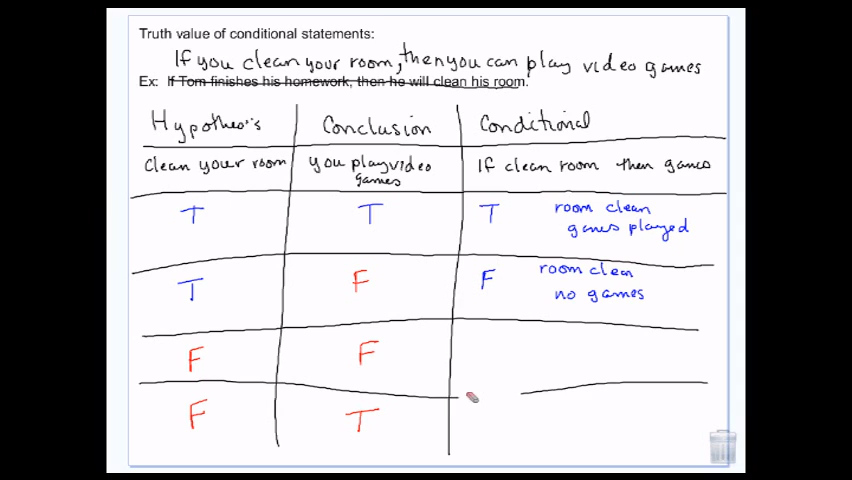 Truth value of conditional statements:
If you clean your room, then you can play video games
Ex: If Tom finishes his homework, then he will clean his room.
Hypothesis Conclusion Conditional
Clean your room you play video games If clean room then games
T T T room clean games played
T F F room clean no games
F F
F T